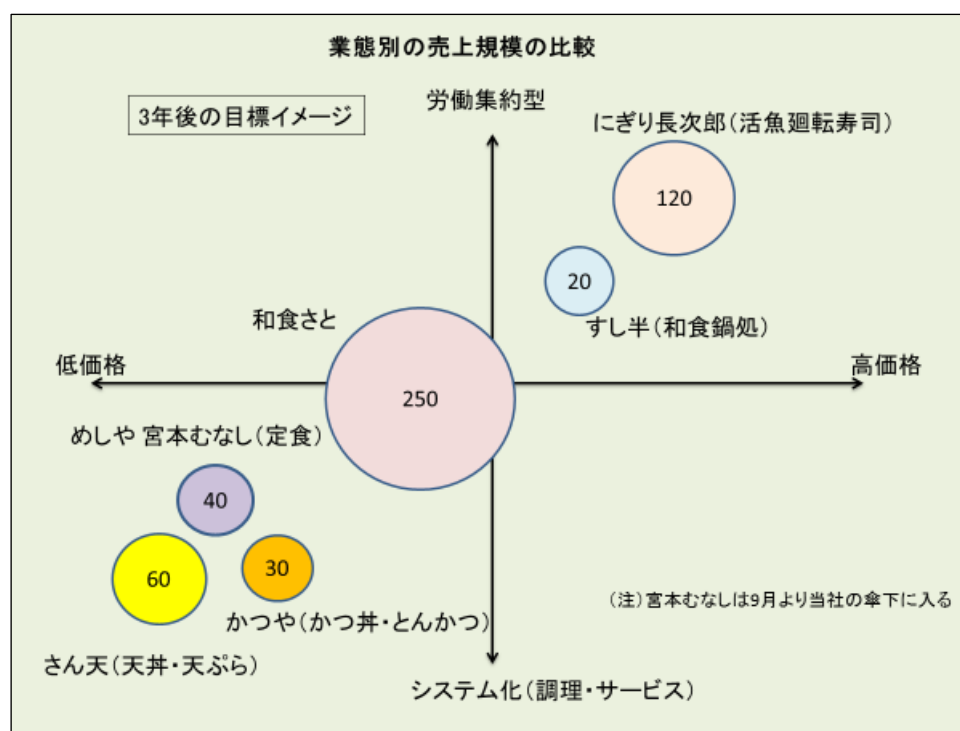 業態別の売上規模の比較
3年後の目標イメージ
労働集約型
にぎり長次郎(活魚廻転寿司)
120
20
すし半(和食鍋処)
和食さと
低価格
高価格
250
めしや 宮本むなし(定食)
40
60
30
(注)宮本むなしは9月より当社の傘下に入る
かつや(かつ丼・とんかつ)
さん天(天丼・天ぷら)
システム化(調理・サービス)